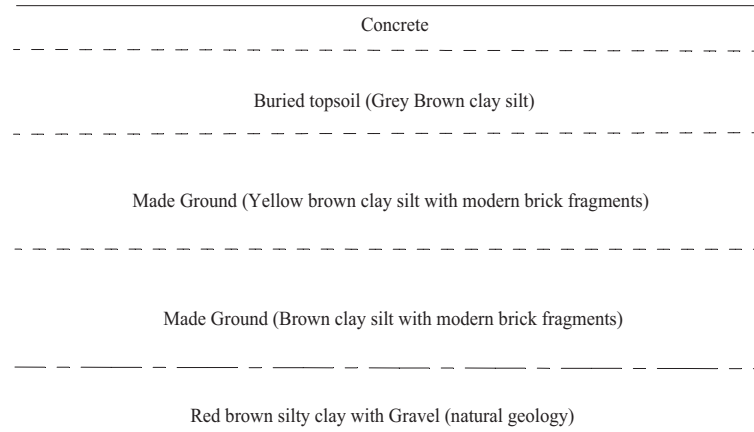 Concrete
Buried topsoil (Grey Brown clay silt)
Made Ground (Yellow brown clay silt with modern brick fragments)
Made Ground (Brown clay silt with modern brick fragments)
Red brown silty clay with Gravel (natural geology)